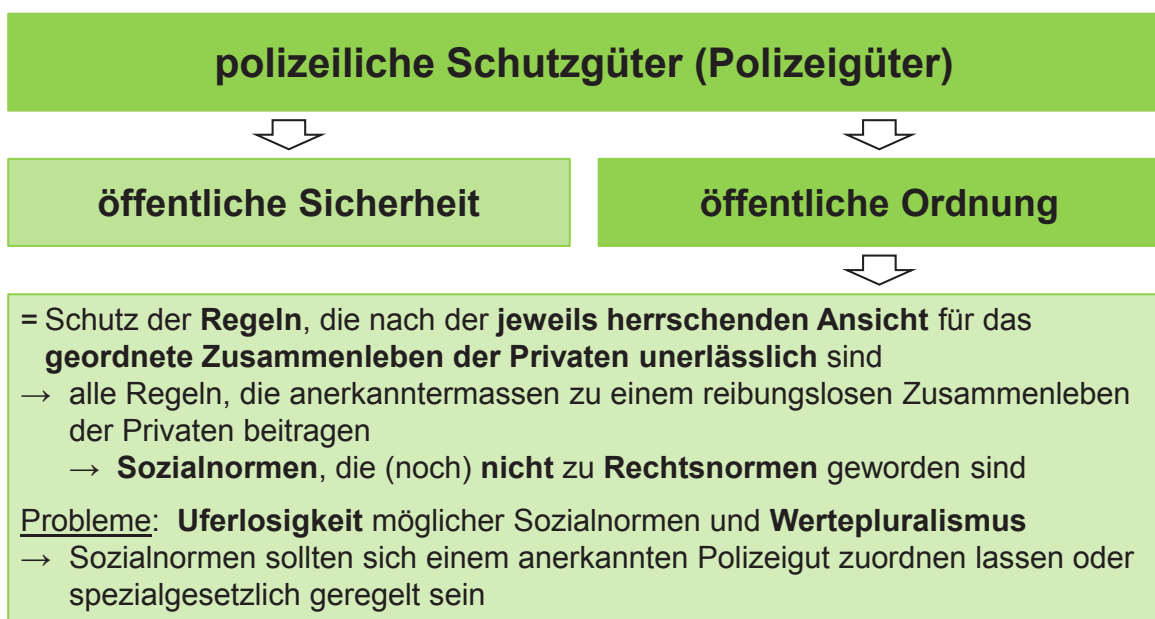 polizeiliche Schutzgüter (Polizeigüter)
öffentliche Sicherheit
öffentliche Ordnung
= Schutz der Regeln, die nach der jeweils herrschenden Ansicht für das
geordnete Zusammenleben der Privaten unerlässlich sind
→ alle Regeln, die anerkanntermassen zu einem reibungslosen Zusammenleben
der Privaten beitragen
→ Sozialnormen, die (noch) nicht zu Rechtsnormen geworden sind
Probleme: Uferlosigkeit möglicher Sozialnormen und Wertepluralismus
→ Sozialnormen sollten sich einem anerkannten Polizeigut zuordnen lassen oder
spezialgesetzlich geregelt sein